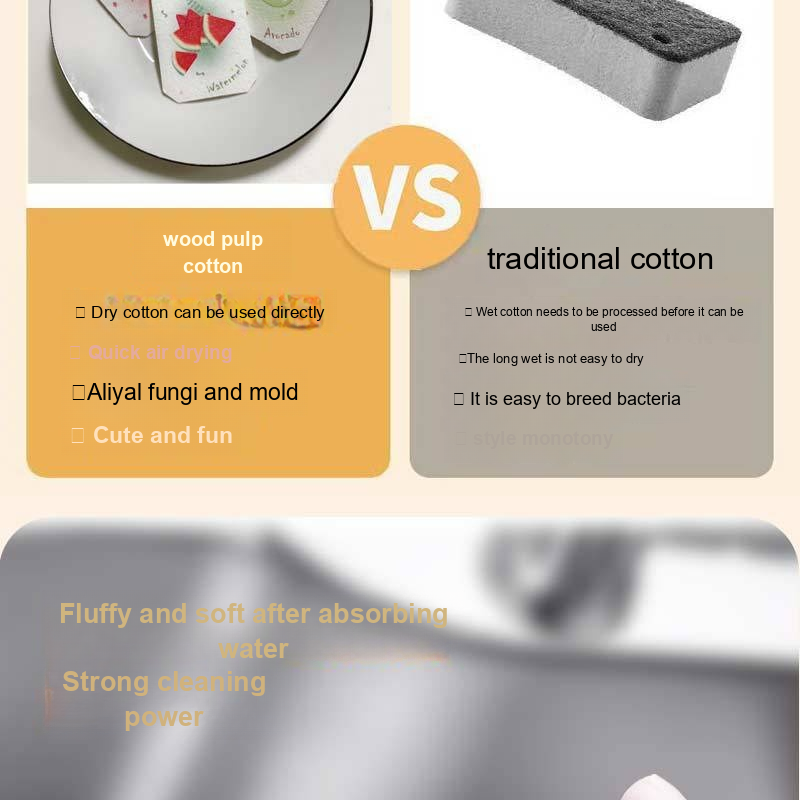 Avocado
Watermelon
VS
wood pulp
cotton
□ Dry cotton can be used directly
□ Quick air drying
□Aliyal fungi and mold
□ Cute and fun
traditional cotton
□ Wet cotton needs to be processed before it can be
used
□The long wet is not easy to dry
□ It is easy to breed bacteria
□ style monotony
Fluffy and soft after absorbing
water
Strong cleaning
power